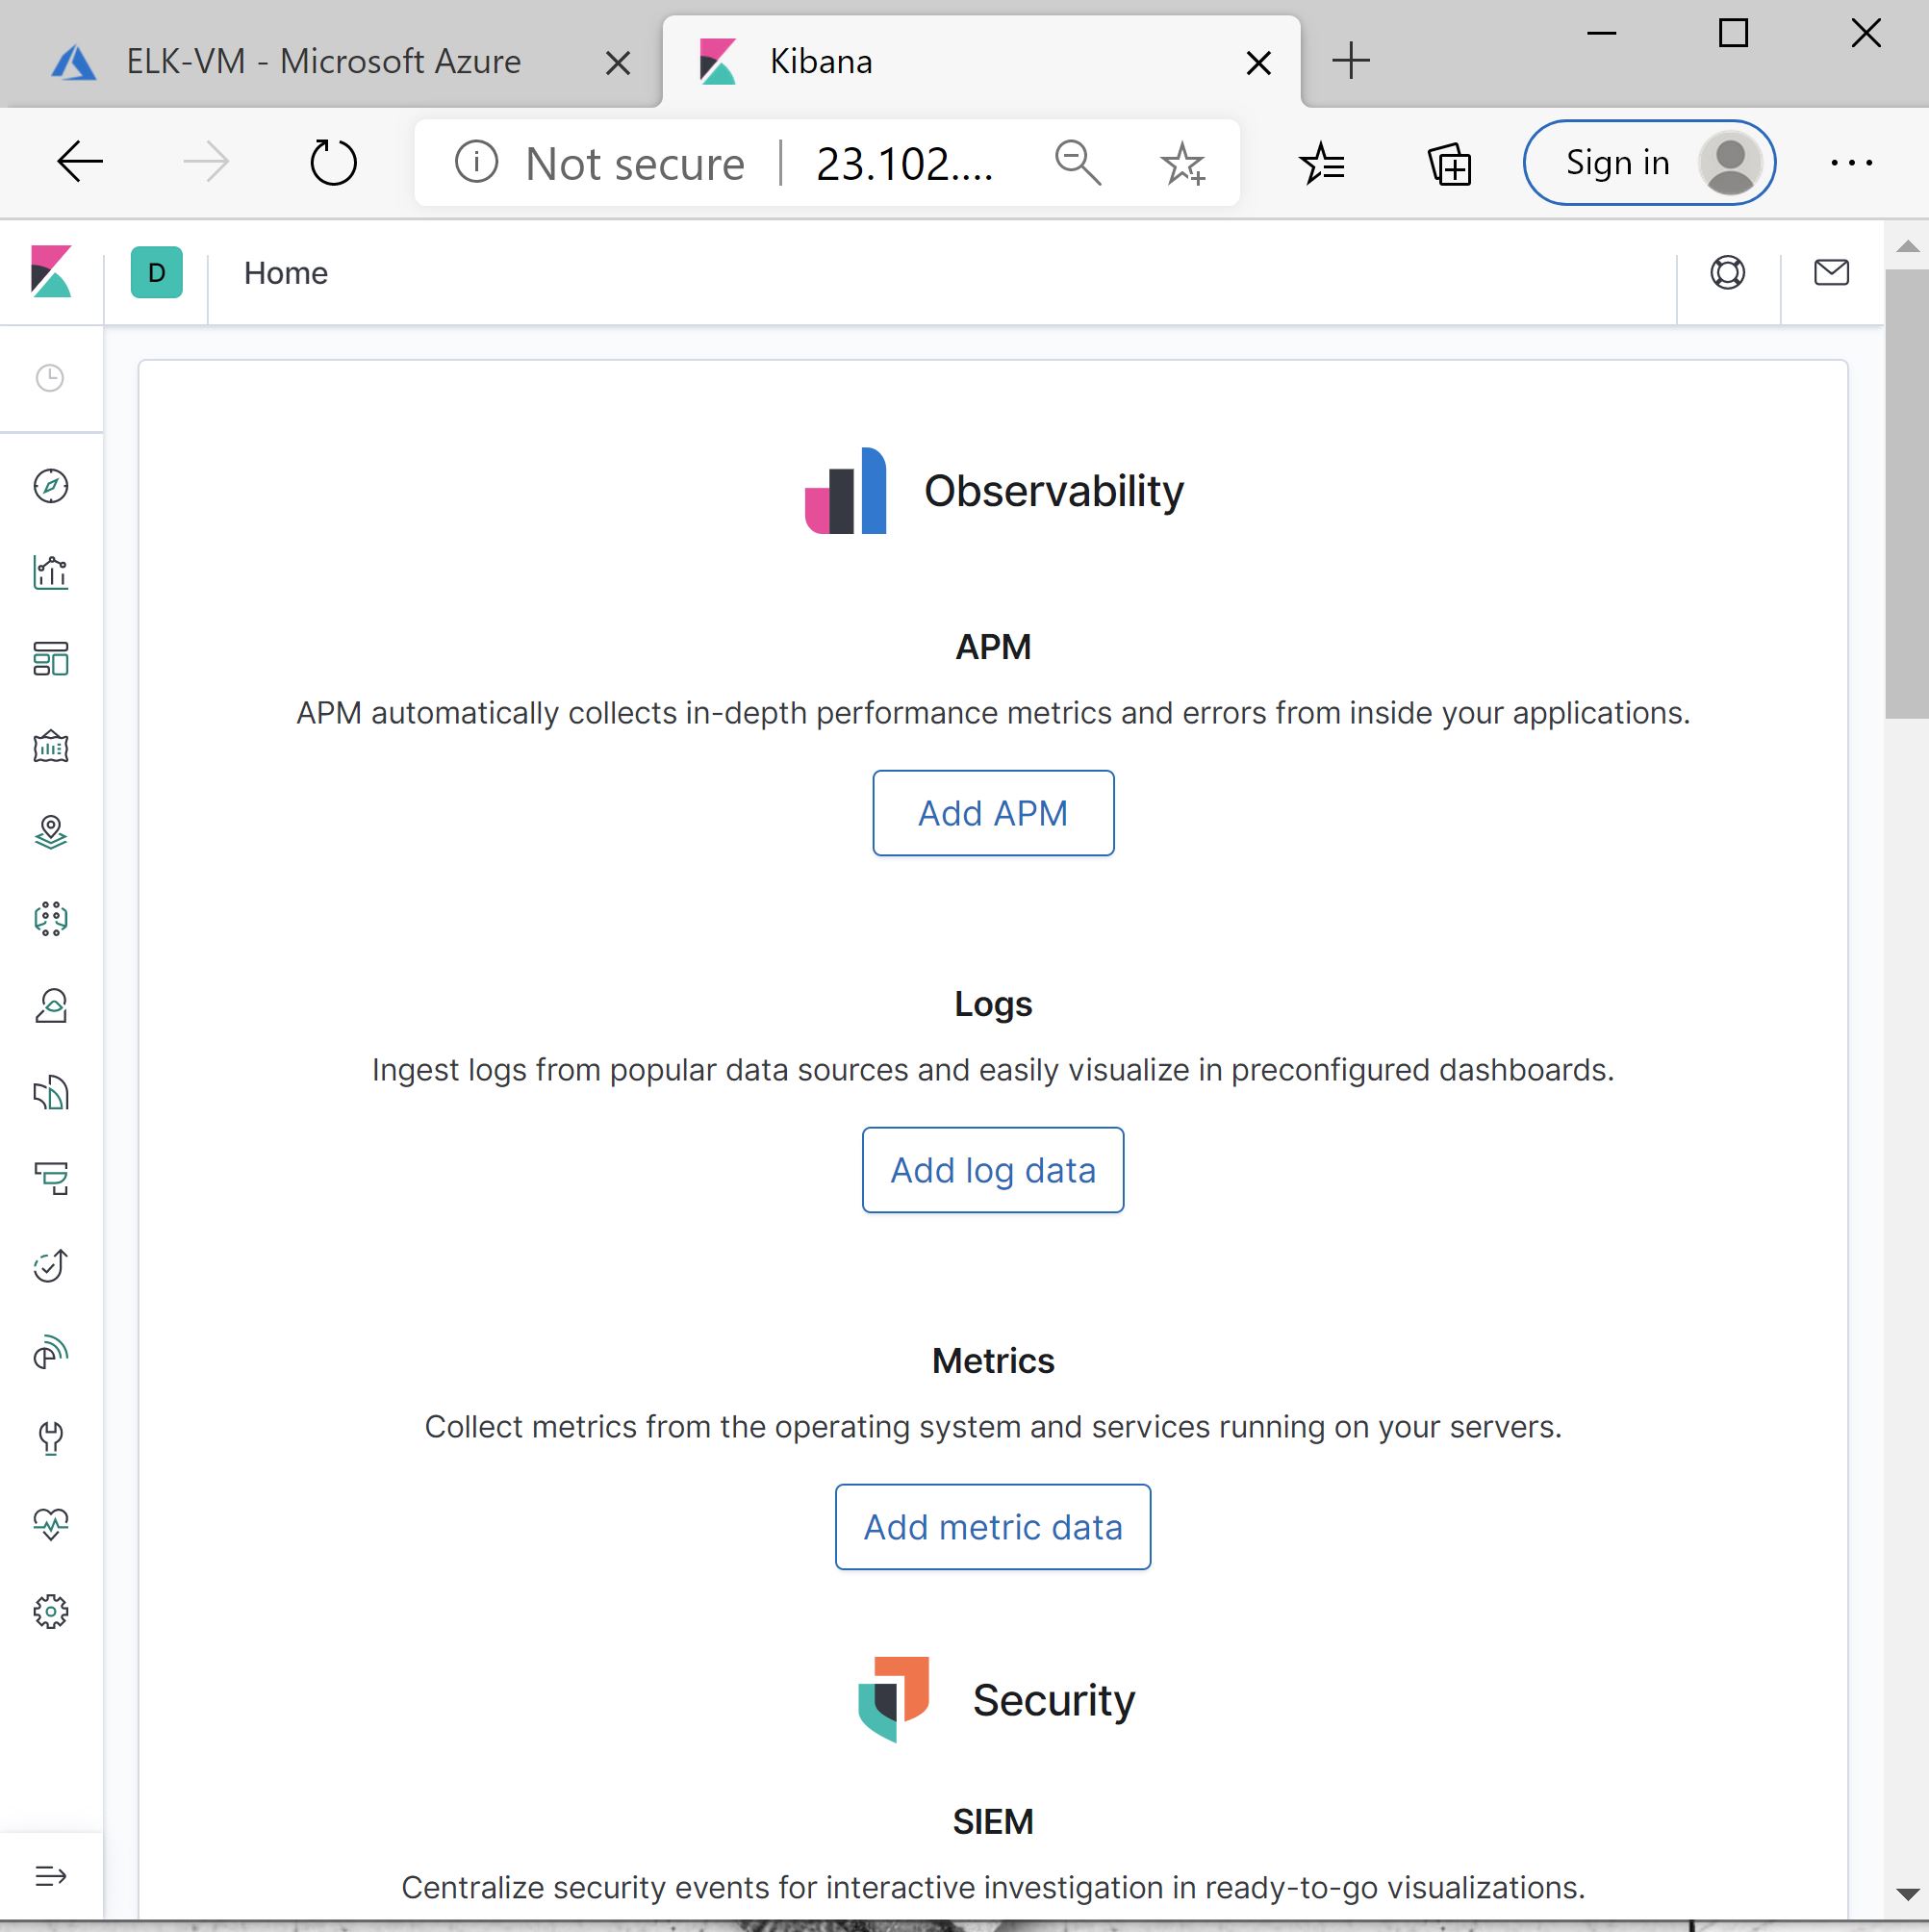 ELK-VM - Microsoft Azure
Kibana
Not secure
23.102....
Sign in
D
Home
Observability
APM
APM automatically collects in-depth performance metrics and errors from inside your applications.
Add APM
Logs
Ingest logs from popular data sources and easily visualize in preconfigured dashboards.
Add log data
Metrics
Collect metrics from the operating system and services running on your servers.
Add metric data
Security
SIEM
Centralize security events for interactive investigation in ready-to-go visualizations.